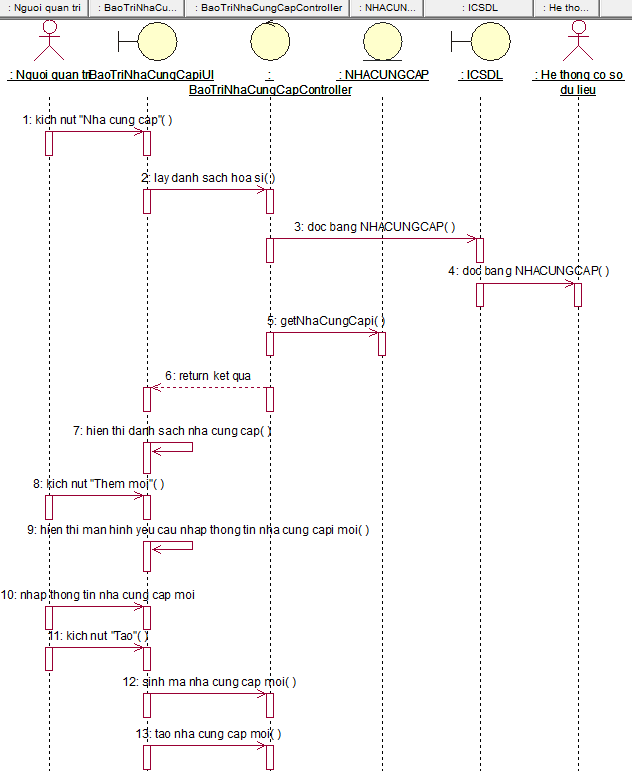 : Nguoi quan tri
: BaoTriNhaCu...
: BaoTriNhaCungCapController
: NHACUN...
: ICSDL
: He tho...
: Nguoi quan tri
BaoTriNhaCungCapiUI
:
BaoTriNhaCungCapController
: NHACUNGCAP
: ICSDL
: He thong co so
du lieu
1: kich nut "Nha cung cap"( )
2: lay danh sach hoa si( )
3: doc bang NHACUNGCAP( )
4: doc bang NHACUNGCAP( )
5: getNhaCungCapi( )
6: return ket qua
7: hien thi danh sach nha cung cap( )
8: kich nut "Them moi"( )
9: hien thi man hinh yeu cau nhap thong tin nha cung capi moi( )
10: nhap thong tin nha cung cap moi
11: kich nut "Tao"( )
12: sinh ma nha cung cap moi( )
13: tao nha cung cap moi( )